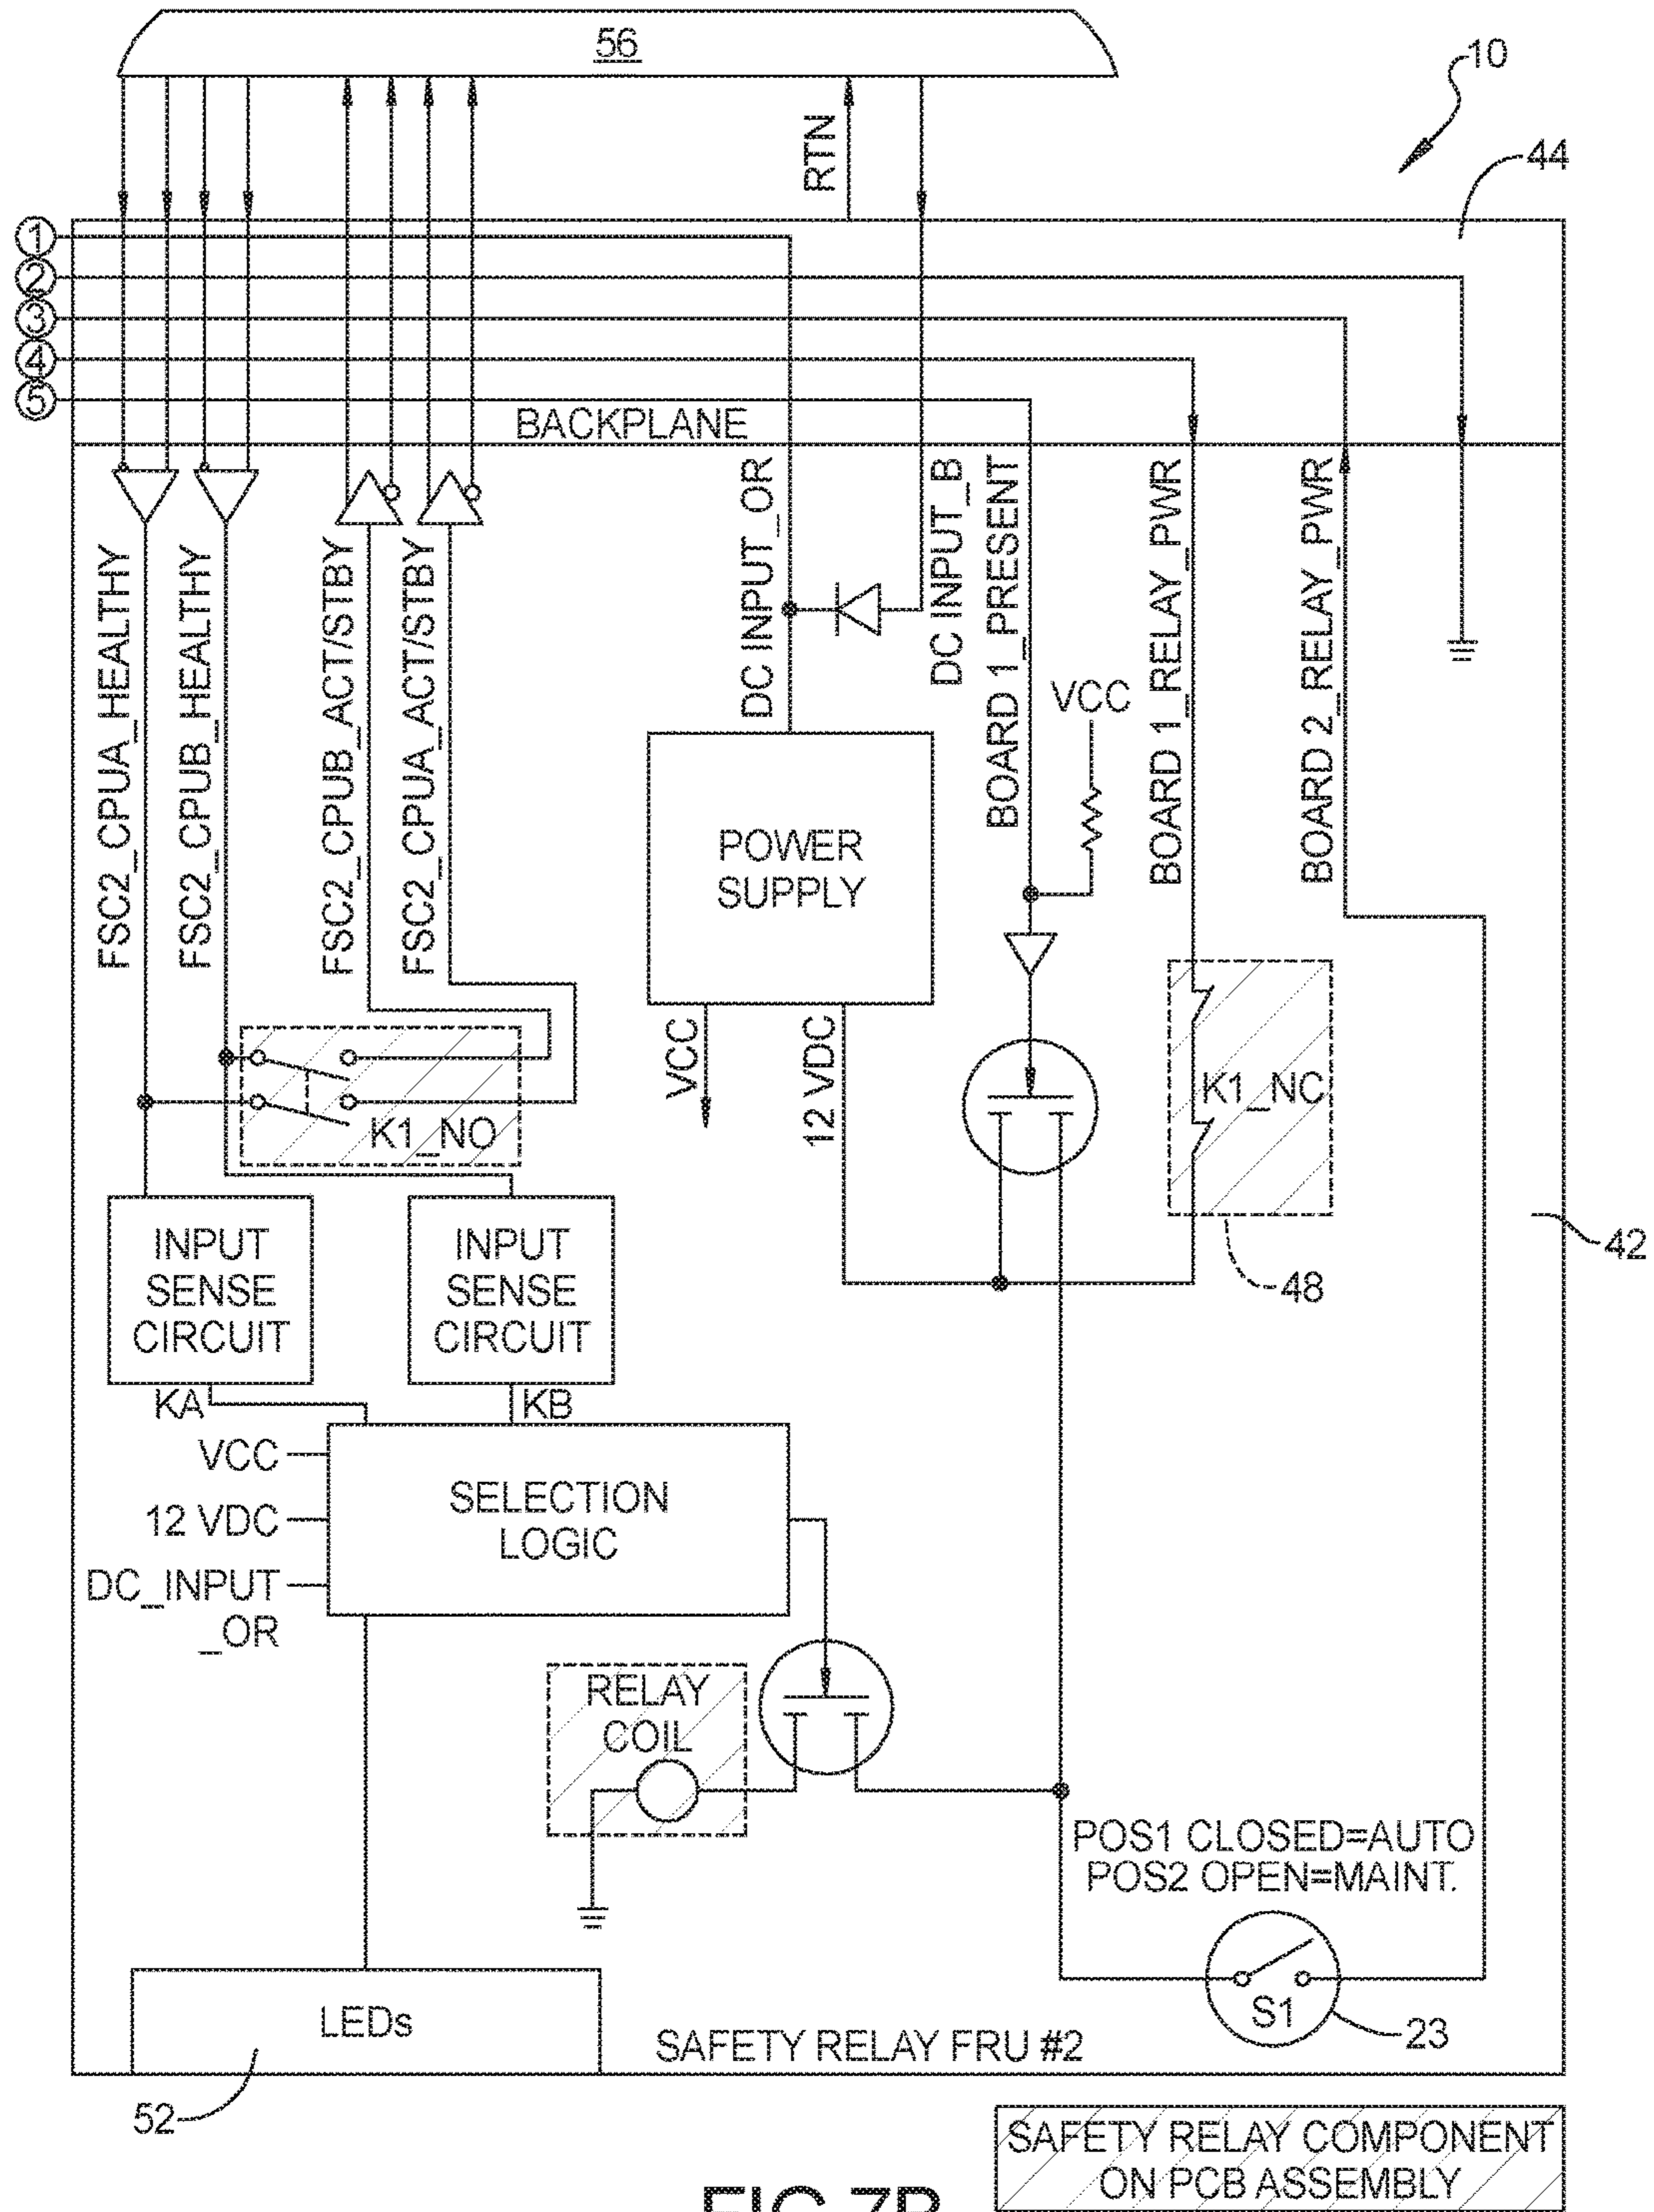 56
10
44
RTN
1
2
3
4
5
BACKPLANE
FSC2_CPUA_HEALTHY
FSC2_CPUB_HEALTHY
FSC2_CPUB_ACT/STBY
FSC2_CPUA_ACT/STBY
DC INPUT_OR
DC INPUT_B
BOARD 1_PRESENT
BOARD 1_RELAY_PWR
BOARD 2_RELAY_PWR
VCC
POWER
SUPPLY
VCC
12 VDC
K1_NO
K1_NC
48
42
INPUT
SENSE
CIRCUIT
INPUT
SENSE
CIRCUIT
KA
KB
VCC
12 VDC
DC_INPUT
_OR
SELECTION
LOGIC
RELAY
COIL
POS1 CLOSED=AUTO
POS2 OPEN=MAINT.
S1
23
LEDs
SAFETY RELAY FRU #2
52
SAFETY RELAY COMPONENT
ON PCB ASSEMBLY
FIG.7B